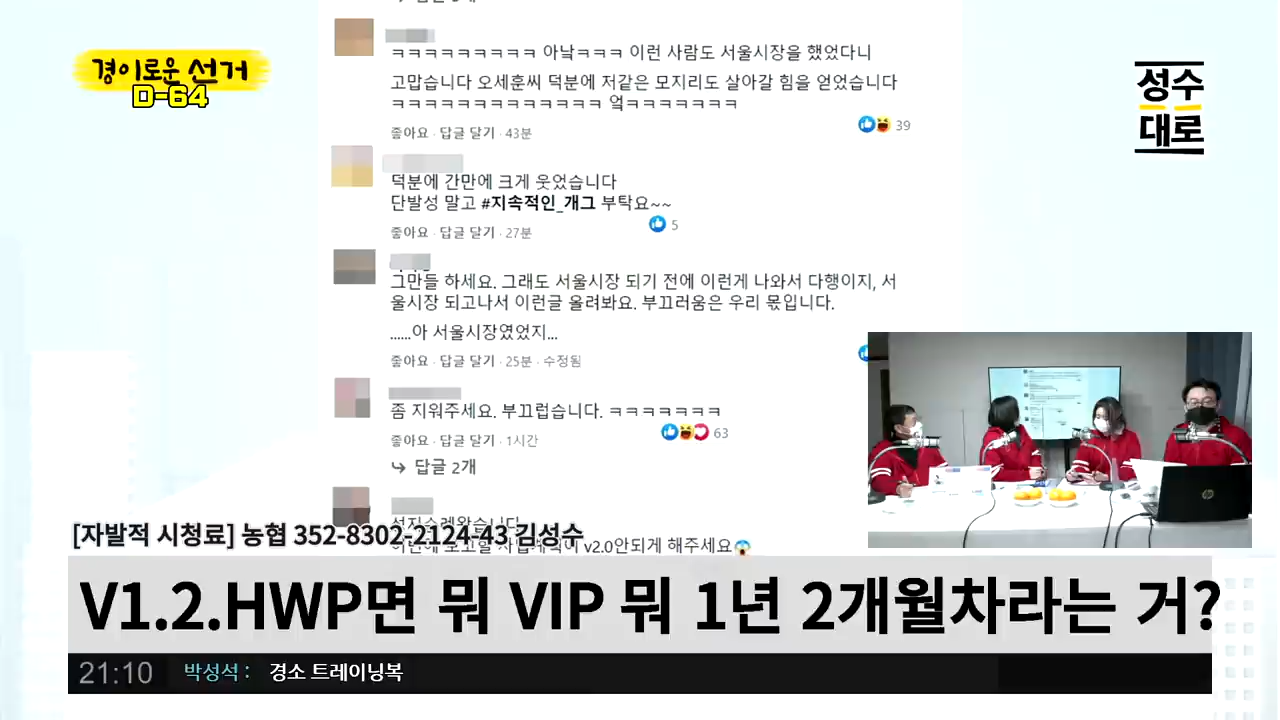 경이로운 선거
D-64
성수
대로
ㅋㅋㅋㅋㅋㅋㅋㅋㅋ 아낰ㅋㅋㅋ 이런 사람도 서울시장을 했었다니
고맙습니다 오세훈씨 덕분에 저같은 모지리도 살아갈 힘을 얻었습니다
ㅋㅋㅋㅋㅋㅋㅋㅋㅋㅋㅋㅋㅋ 엌ㅋㅋㅋㅋㅋㅋㅋ
좋아요 · 답글 달기 · 43분
39
덕분에 간만에 크게 웃었습니다
단발성 말고 #지속적인_개그 부탁요~~
5
좋아요 · 답글 달기 · 27분
그만들 하세요. 그래도 서울시장 되기 전에 이런게 나와서 다행이지, 서
울시장 되고나서 이런글 올려봐요. 부끄러움은 우리 몫입니다.
......아 서울시장였었지...
좋아요 · 답글 달기 · 25분 · 수정됨
좀 지워주세요. 부끄럽습니다. ㅋㅋㅋㅋㅋㅋㅋ
63
좋아요 · 답글 달기 · 1시간
↳ 답글 2개
[자발적 시청료] 농협 352-8302-2124-43 김성수
v2.0안되게 해주세요
V1.2.HWP면 뭐 VIP 뭐 1년 2개월차라는 거?
21:10 박성석 : 경소 트레이닝복